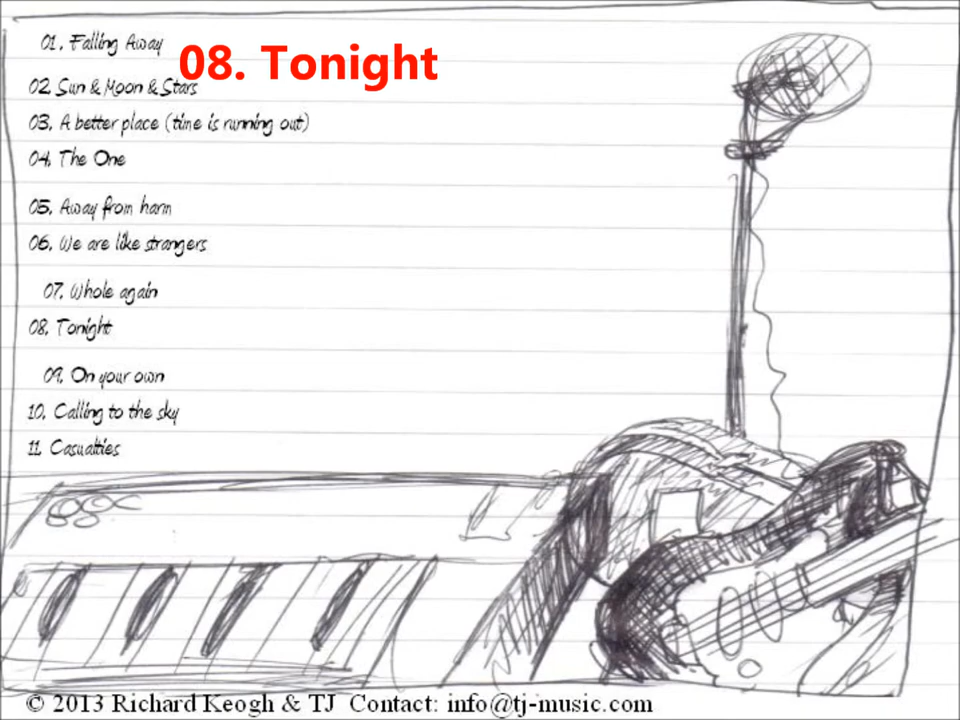 01. Falling Away
08. Tonight
02. Sun & Moon & Stars
03. A better place (time is running out)
04. The One
05. Away from harm
06. We are like strangers
07. Whole again
08. Tonight
09. On your own
10. Calling to the sky
11. Casualties
© 2013 Richard Keogh & TJ Contact: info@tj-music.com